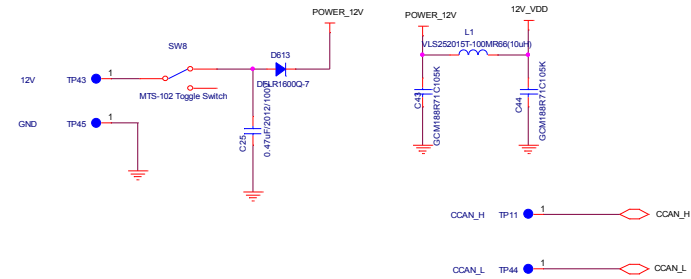 POWER_12V
POWER_12V
12V_VDD
L1
VLS252015T-100MR66(10uH)
SW8
D613
DFLR1600Q-7
12V
TP43
1
MTS-102 Toggle Switch
C25
0.47uF/2012/100V
C43
GCM188R71C105K
C44
GCM188R71C105K
GND
TP45
1
CCAN_H
TP11
1
CCAN_H
CCAN_L
TP44
1
CCAN_L